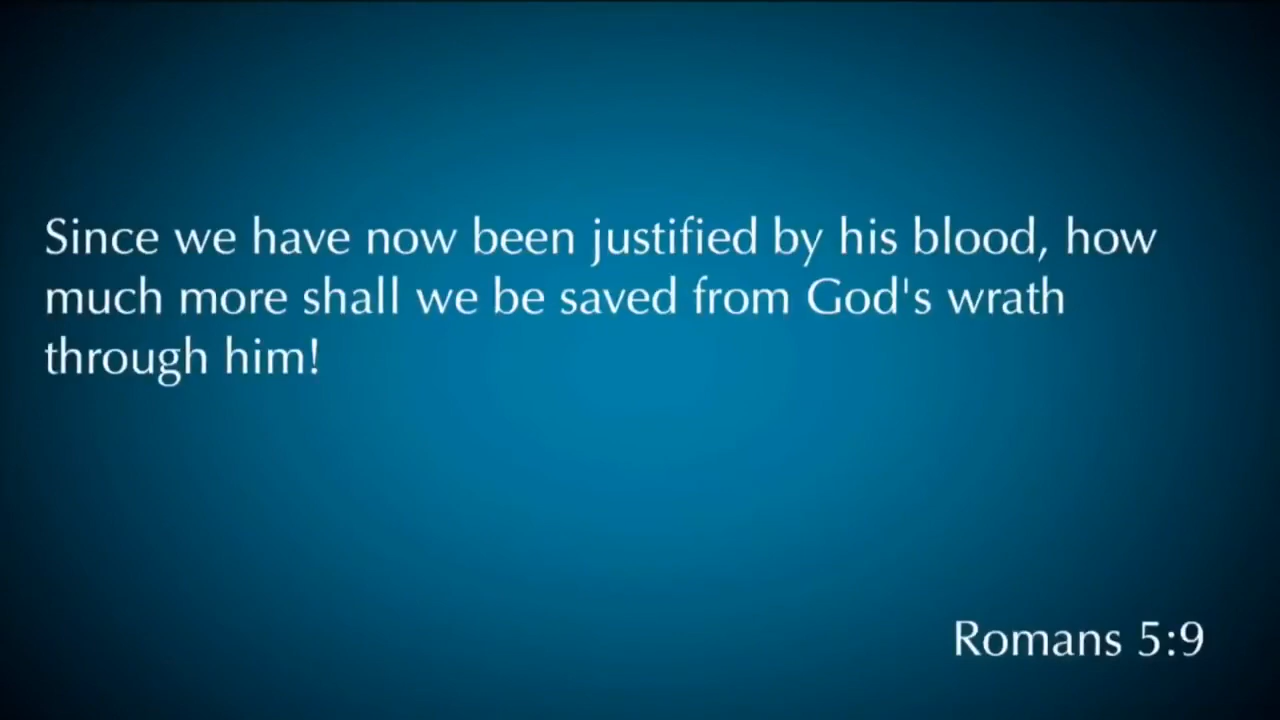 Since we have now been justified by his blood, how
much more shall we be saved from God's wrath
through him!
Romans 5:9